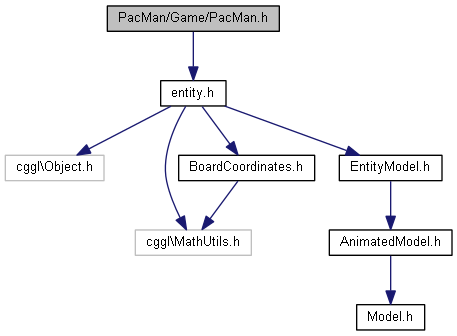 PacMan/Game/PacMan.h
entity.h
cggl\Object.h
BoardCoordinates.h
EntityModel.h
cggl\MathUtils.h
AnimatedModel.h
Model.h